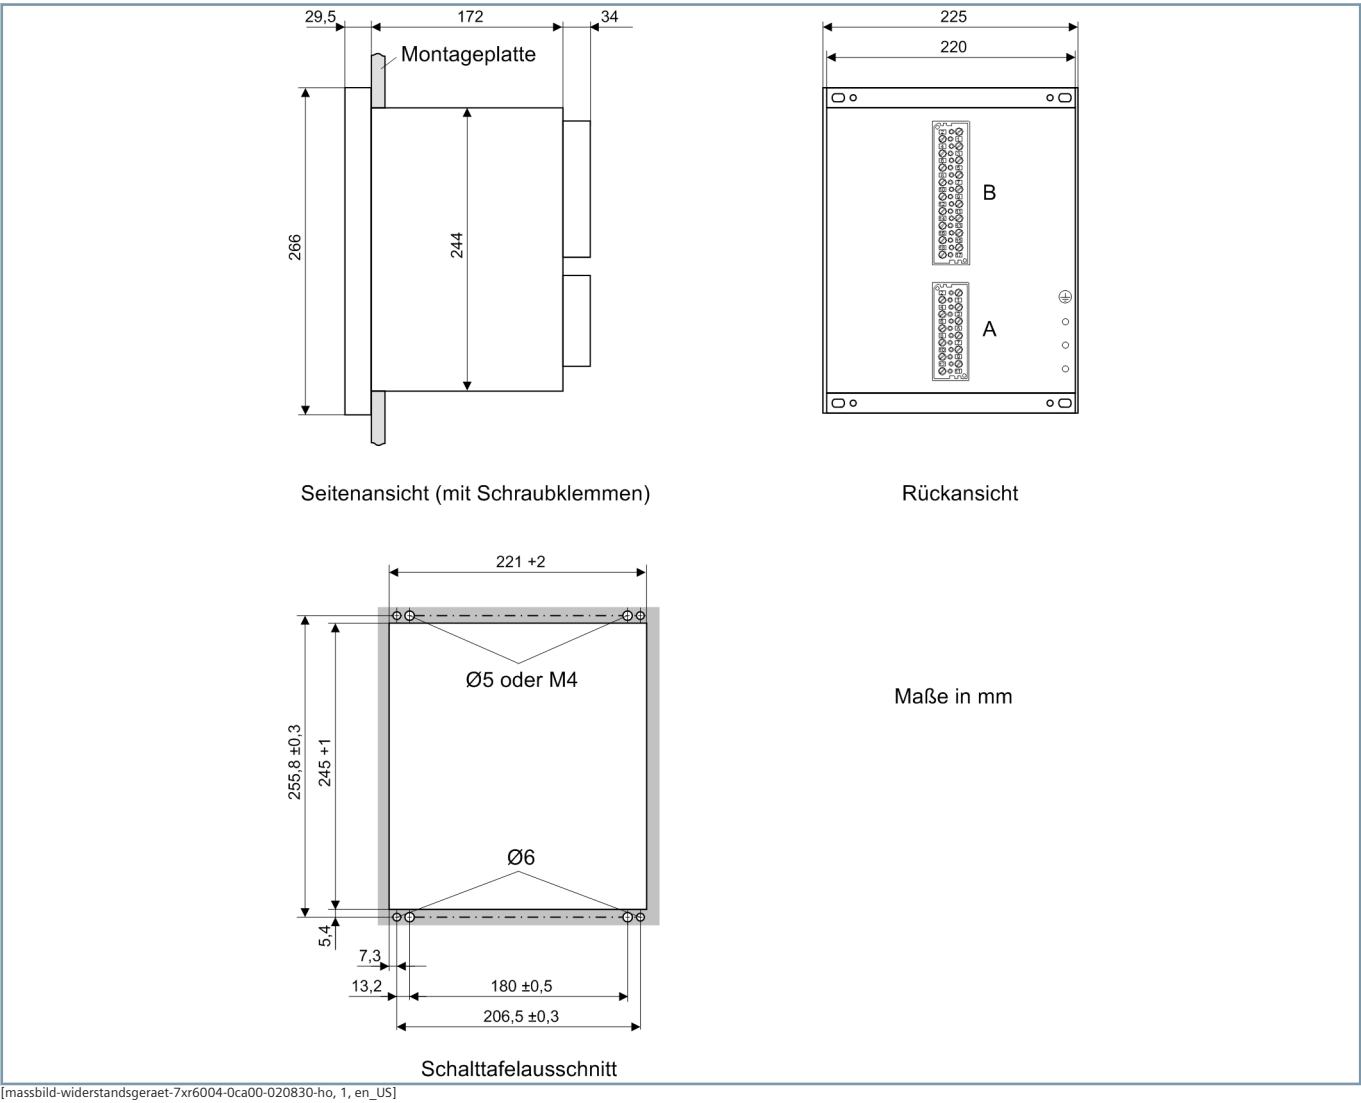 29,5
172
34
225
220
Montageplatte
266
244
B
A
Seitenansicht (mit Schraubklemmen)
Rückansicht
221 +2
Ø5 oder M4
Maße in mm
255,8 ±0,3
245 +1
Ø6
5,4
7,3
13,2
180 ±0,5
206,5 ±0,3
Schalttafelausschnitt
[massbild-widerstandsgeraet-7xr6004-0ca00-020830-ho, 1, en_US]